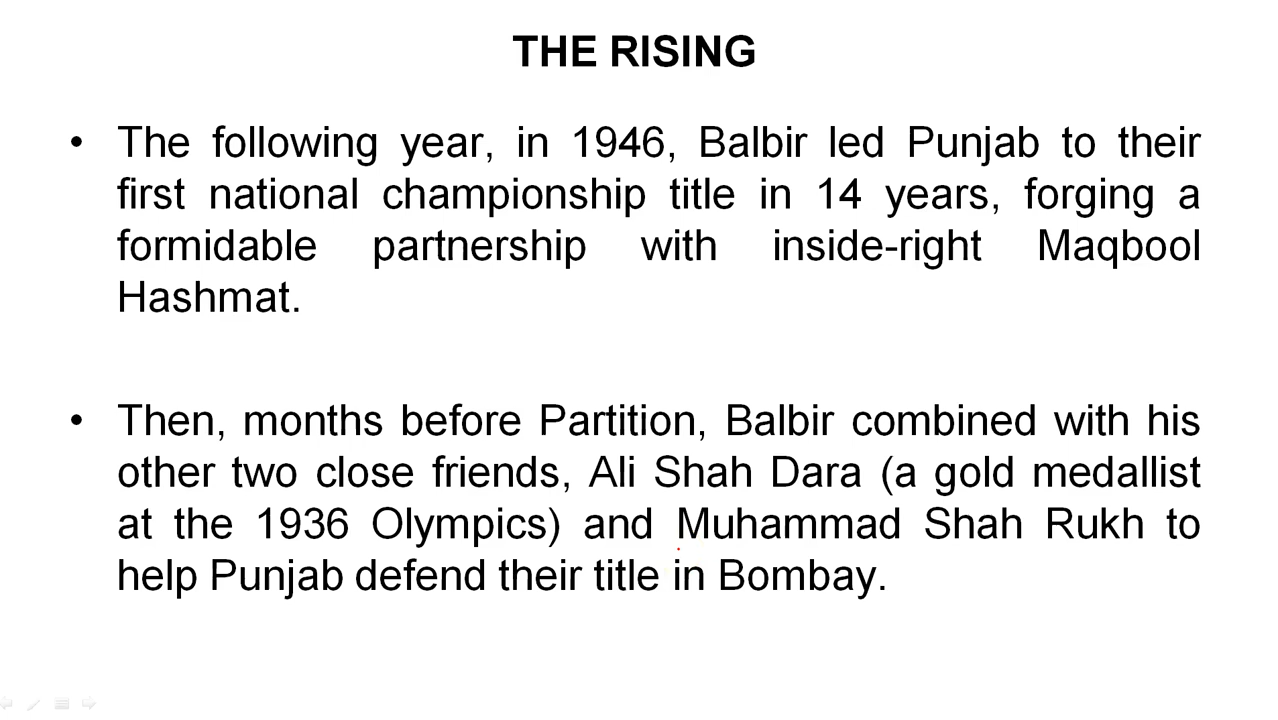 THE RISING
• The following year, in 1946, Balbir led Punjab to their
first national championship title in 14 years, forging a
formidable partnership with inside-right Maqbool
Hashmat.
• Then, months before Partition, Balbir combined with his
other two close friends, Ali Shah Dara (a gold medallist
at the 1936 Olympics) and Muhammad Shah Rukh to
help Punjab defend their title in Bombay.